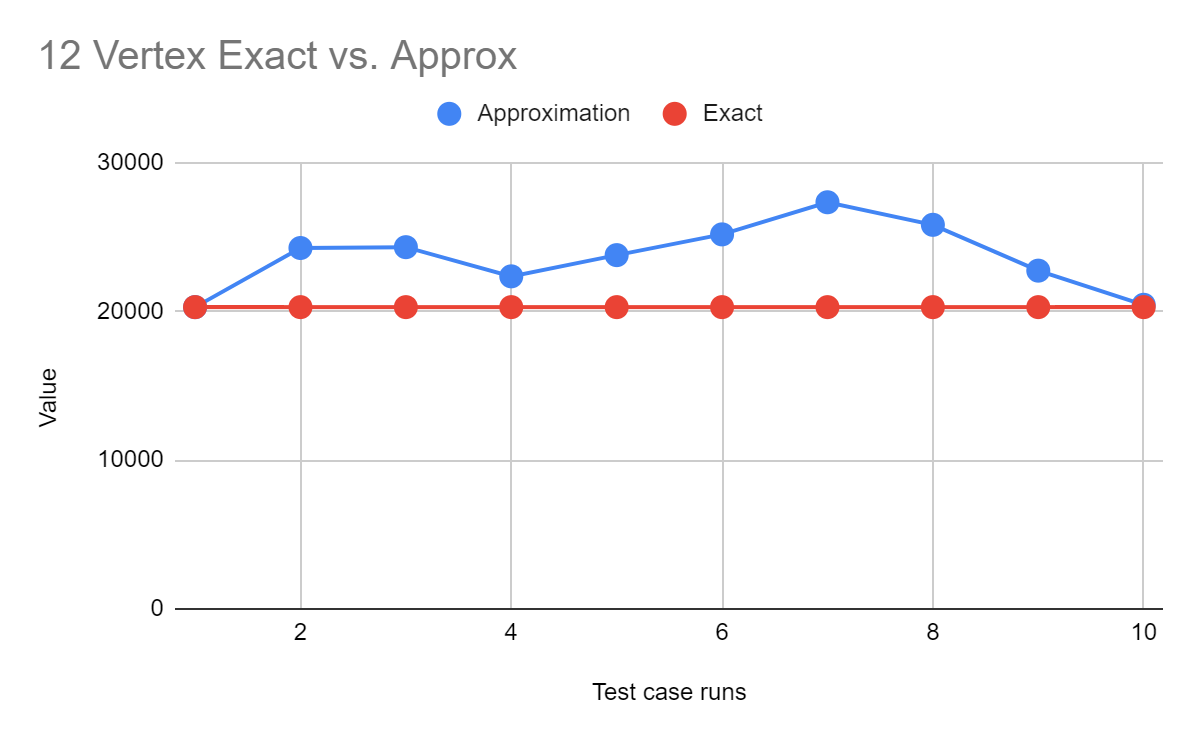 12 Vertex Exact vs. Approx
Approximation Exact
30000
20000
10000
0
Value
2 4 6 8 10
Test case runs